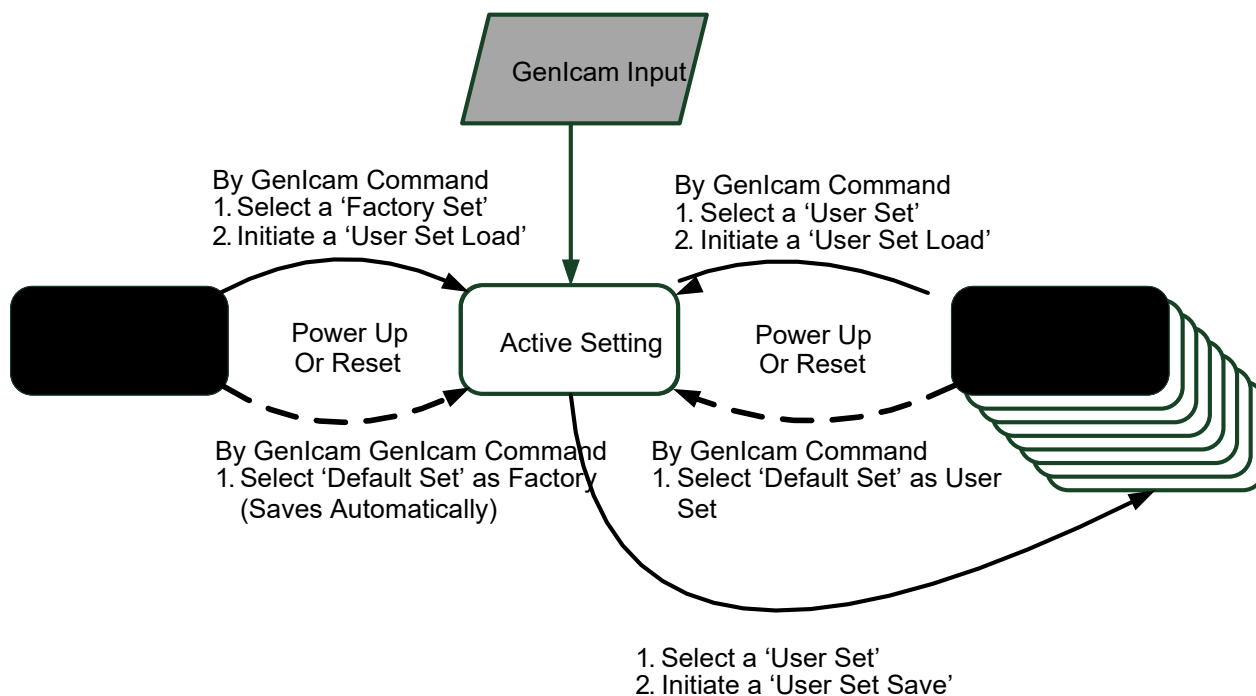 GenIcam Input
By GenIcam Command
1. Select a ‘Factory Set’
2. Initiate a ‘User Set Load’
By GenIcam Command
1. Select a ‘User Set’
2. Initiate a ‘User Set Load’
Power Up
Or Reset
Active Setting
Power Up
Or Reset
By GenIcam GenIcam Command
1. Select ‘Default Set’ as Factory
(Saves Automatically)
By GenIcam Command
1. Select ‘Default Set’ as User
Set
1. Select a ‘User Set’
2. Initiate a ‘User Set Save’